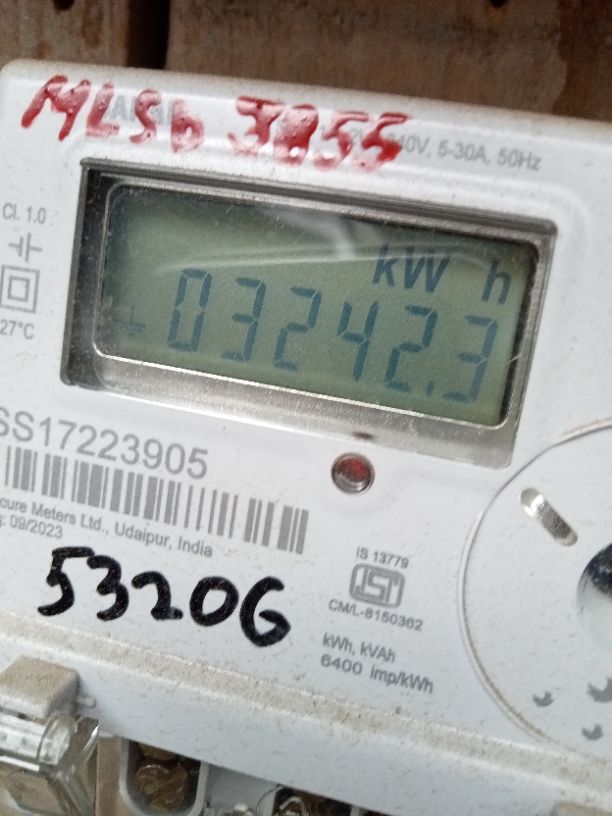 MLSb 3855
40V, 5-30A, 50Hz
Cl. 1.0
27°C
kW h
03242.3
SS17223905
cure Meters Ltd., Udaipur, India
g: 09/2023
53206
IS 13779
ISI
CM/L-8150362
kWh, kVAh
6400 imp/kWh